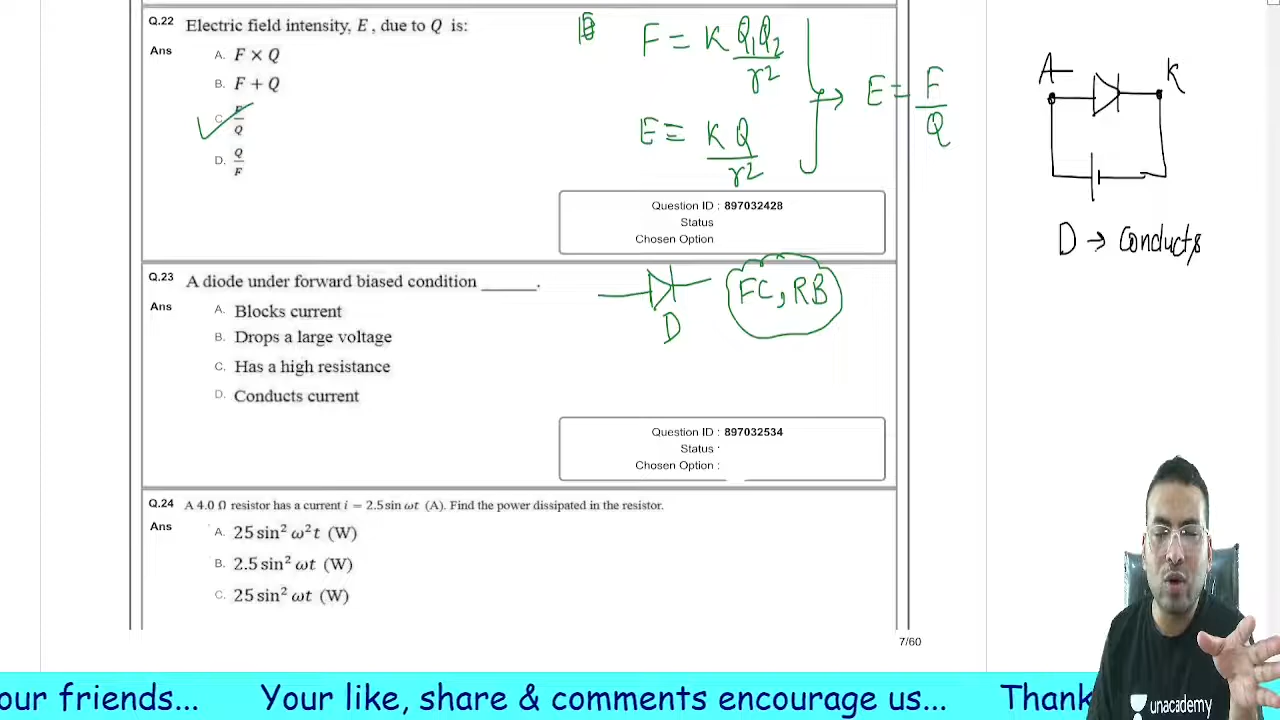 Q.22 Electric field intensity, E , due to Q is:
Ans
A. F × Q
B. F + Q
C. F/Q
D. Q/F
F = K Q₁Q₂/r²
E = K Q/r²
→ E = F/Q
A K
D → Conducts
Question ID : 897032428
Status
Chosen Option
Q.23 A diode under forward biased condition ______.
Ans
A. Blocks current
B. Drops a large voltage
C. Has a high resistance
D. Conducts current
D
FC, RB
Question ID : 897032534
Status
Chosen Option :
Q.24 A 4.0 Ω resistor has a current i = 2.5 sin ωt (A). Find the power dissipated in the resistor.
Ans
A. 25 sin² ω²t (W)
B. 2.5 sin² ωt (W)
C. 25 sin² ωt (W)
7/60
unacademy
our friends... Your like, share & comments encourage us... Thank